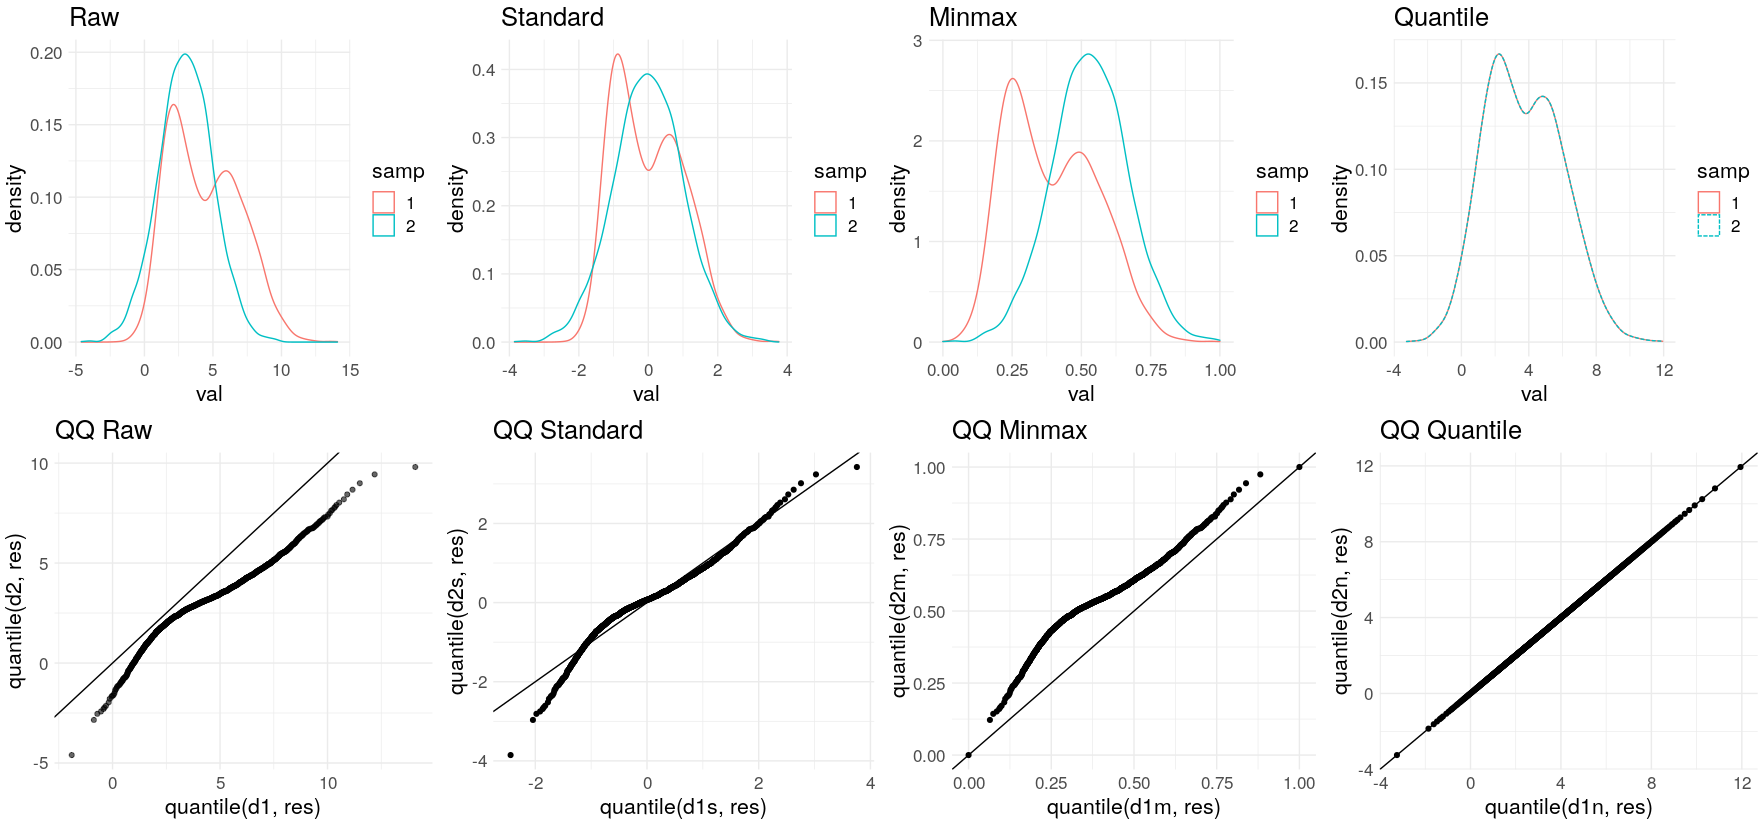 Raw
Standard
Minmax
Quantile
0.20
0.15
0.10
0.05
0.00
density
-5
0
5
10
15
val
samp
1
2
0.4
0.3
0.2
0.1
0.0
density
-4
-2
0
2
4
val
samp
1
2
3
2
1
0
density
0.00
0.25
0.50
0.75
1.00
val
samp
1
2
0.15
0.10
0.05
0.00
density
-4
0
4
8
12
val
samp
1
2
QQ Raw
QQ Standard
QQ Minmax
QQ Quantile
10
5
0
-5
quantile(d2, res)
0
5
10
quantile(d1, res)
2
0
-2
-4
quantile(d2s, res)
-2
0
2
4
quantile(d1s, res)
1.00
0.75
0.50
0.25
0.00
quantile(d2m, res)
0.00
0.25
0.50
0.75
1.00
quantile(d1m, res)
12
8
4
0
-4
quantile(d2n, res)
-4
0
4
8
12
quantile(d1n, res)